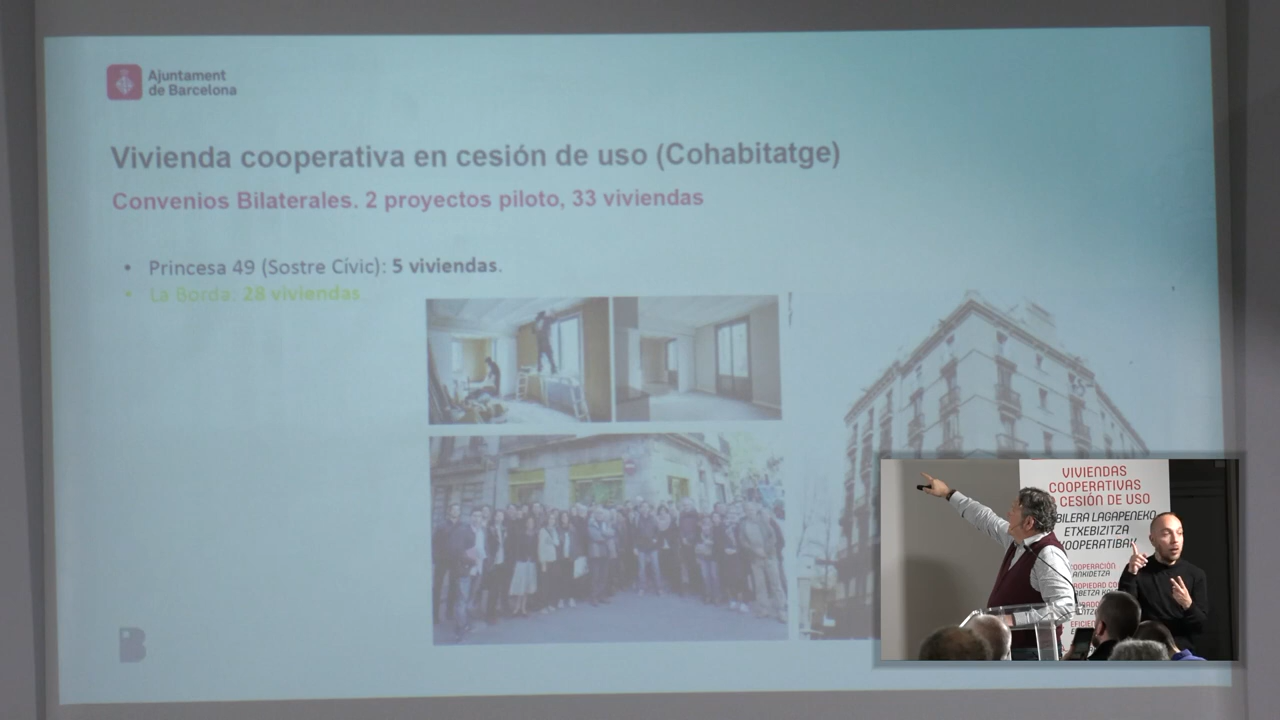 Ajuntament
de Barcelona
Vivienda cooperativa en cesión de uso (Cohabitatge)
Convenios Bilaterales. 2 proyectos piloto, 33 viviendas
• Princesa 49 (Sostre Cívic): 5 viviendas.
• La Borda: 28 viviendas
B
VIVIENDAS
COOPERATIVAS
CESIÓN DE USO
LAGAPENEKO
ETXEBIZITZA